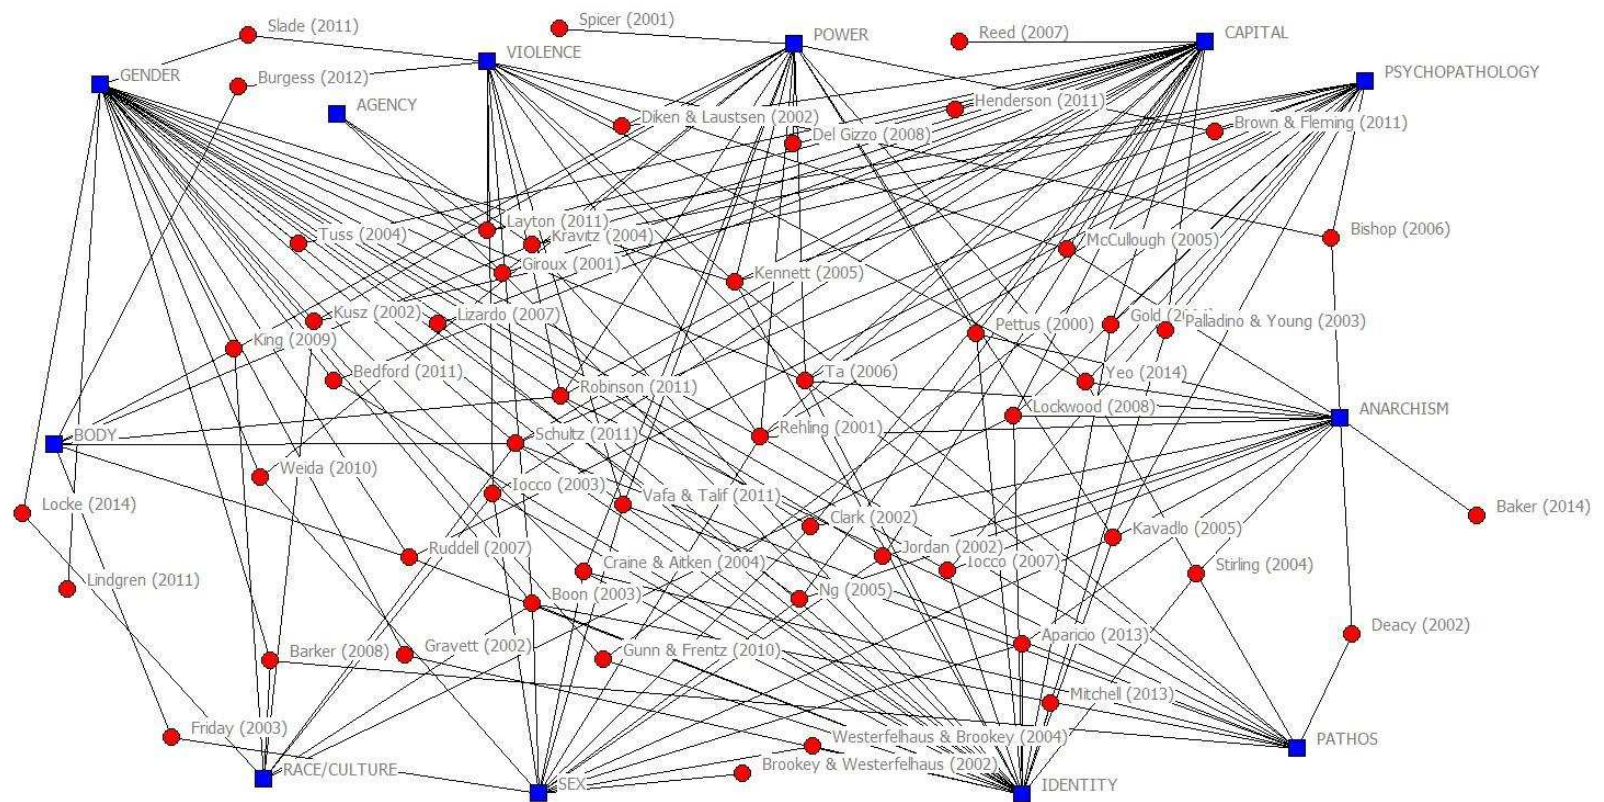 Slade (2011)
Spicer (2001)
POWER
Reed (2007)
CAPITAL
VIOLENCE
GENDER
Burgess (2012)
PSYCHOPATHOLOGY
AGENCY
Henderson (2011)
Diken & Laustsen (2002)
Brown & Fleming (2011)
Del Gizzo (2008)
Layton (2011)
Tuss (2004)
Kravitz (2004)
Bishop (2006)
McCullough (2005)
Giroux (2001)
Kennett (2005)
Kusz (2002)
Lizardo (2007)
Gold
Palladino & Young (2003)
Pettus (2000)
King (2009)
Bedford (2011)
Ta (2006)
Yeo (2014)
Robinson (2011)
Lockwood (2008)
ANARCHISM
BODY
Schultz (2011)
Rehling (2001)
Weida (2010)
Iocco (2003)
Vafa & Talif (2011)
Locke (2014)
Baker (2014)
Clark (2002)
Kavadlo (2005)
Ruddell (2007)
Jordan (2002)
Craine & Aitken (2004)
Iocco (2007)
Stirling (2004)
Lindgren (2011)
Boon (2003)
Ng (2005)
Deacy (2002)
Aparicio (2013)
Barker (2008)
Gravett (2002)
Gunn & Frentz (2010)
Mitchell (2013)
Friday (2003)
Westerfelhaus & Brookey (2004)
PATHOS
Brookey & Westerfelhaus (2002)
RACE/CULTURE
SEX
IDENTITY